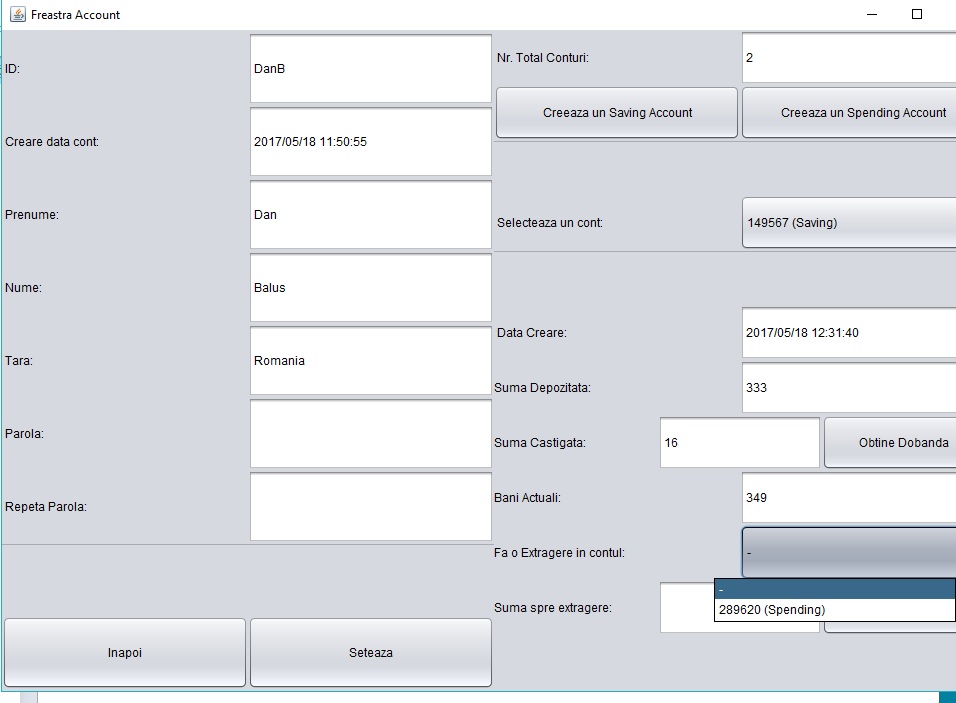 Freastra Account
ID:
DanB
Creare data cont:
2017/05/18 11:50:55
Prenume:
Dan
Nume:
Balus
Tara:
Romania
Parola:
Repeta Parola:
Inapoi
Seteaza
Nr. Total Conturi:
2
Creeaza un Saving Account
Creeaza un Spending Account
Selecteaza un cont:
149567 (Saving)
Data Creare:
2017/05/18 12:31:40
Suma Depozitata:
333
Suma Castigata:
16
Obtine Dobanda
Bani Actuali:
349
Fa o Extragere in contul:
-
-
289620 (Spending)
Suma spre extragere: